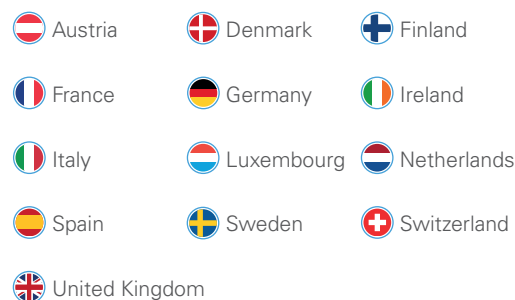 Austria Denmark Finland
France Germany Ireland
Italy Luxembourg Netherlands
Spain Sweden Switzerland
United Kingdom